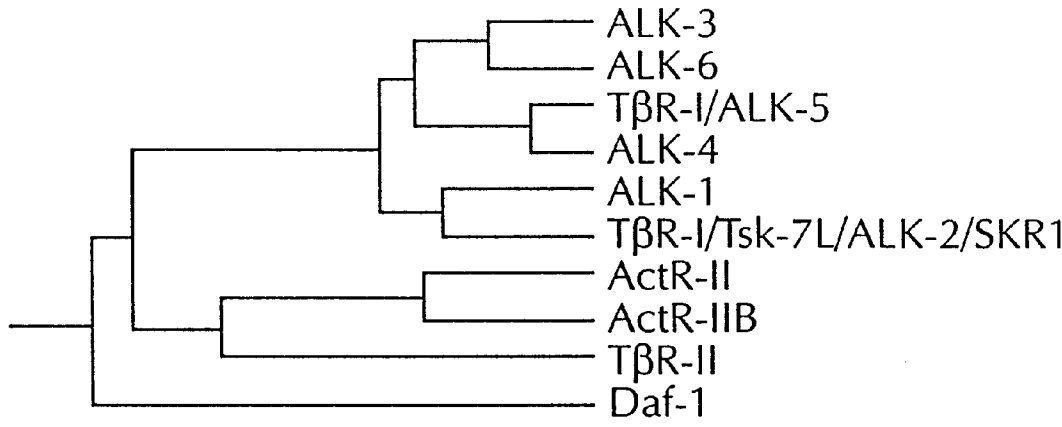 ALK-3
ALK-6
TβR-I/ALK-5
ALK-4
ALK-1
TβR-I/Tsk-7L/ALK-2/SKR1
ActR-II
ActR-IIB
TβR-II
Daf-1